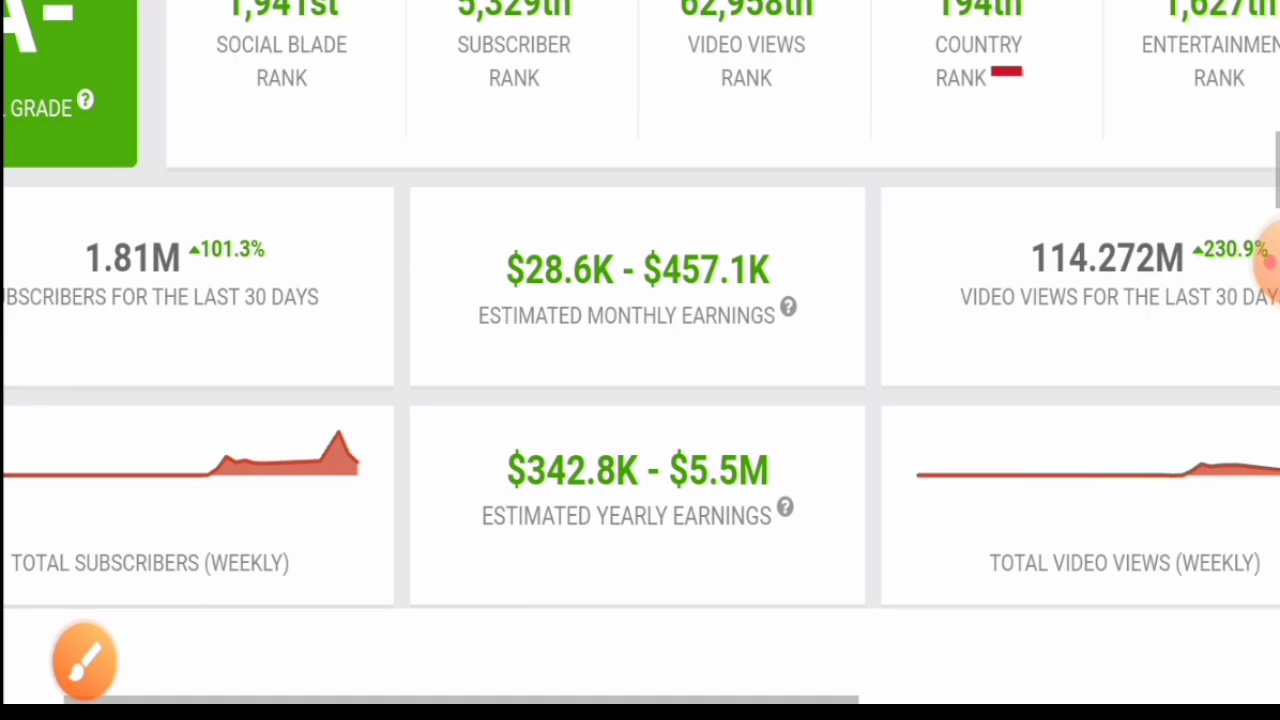 A-
GRADE
1,941st
SOCIAL BLADE
RANK
5,329th
SUBSCRIBER
RANK
62,958th
VIDEO VIEWS
RANK
194th
COUNTRY
RANK
1,627th
ENTERTAINMEN
RANK
1.81M 101.3%
UBSCRIBERS FOR THE LAST 30 DAYS
$28.6K - $457.1K
ESTIMATED MONTHLY EARNINGS ?
114.272M 230.9%
VIDEO VIEWS FOR THE LAST 30 DAYS
TOTAL SUBSCRIBERS (WEEKLY)
$342.8K - $5.5M
ESTIMATED YEARLY EARNINGS ?
TOTAL VIDEO VIEWS (WEEKLY)